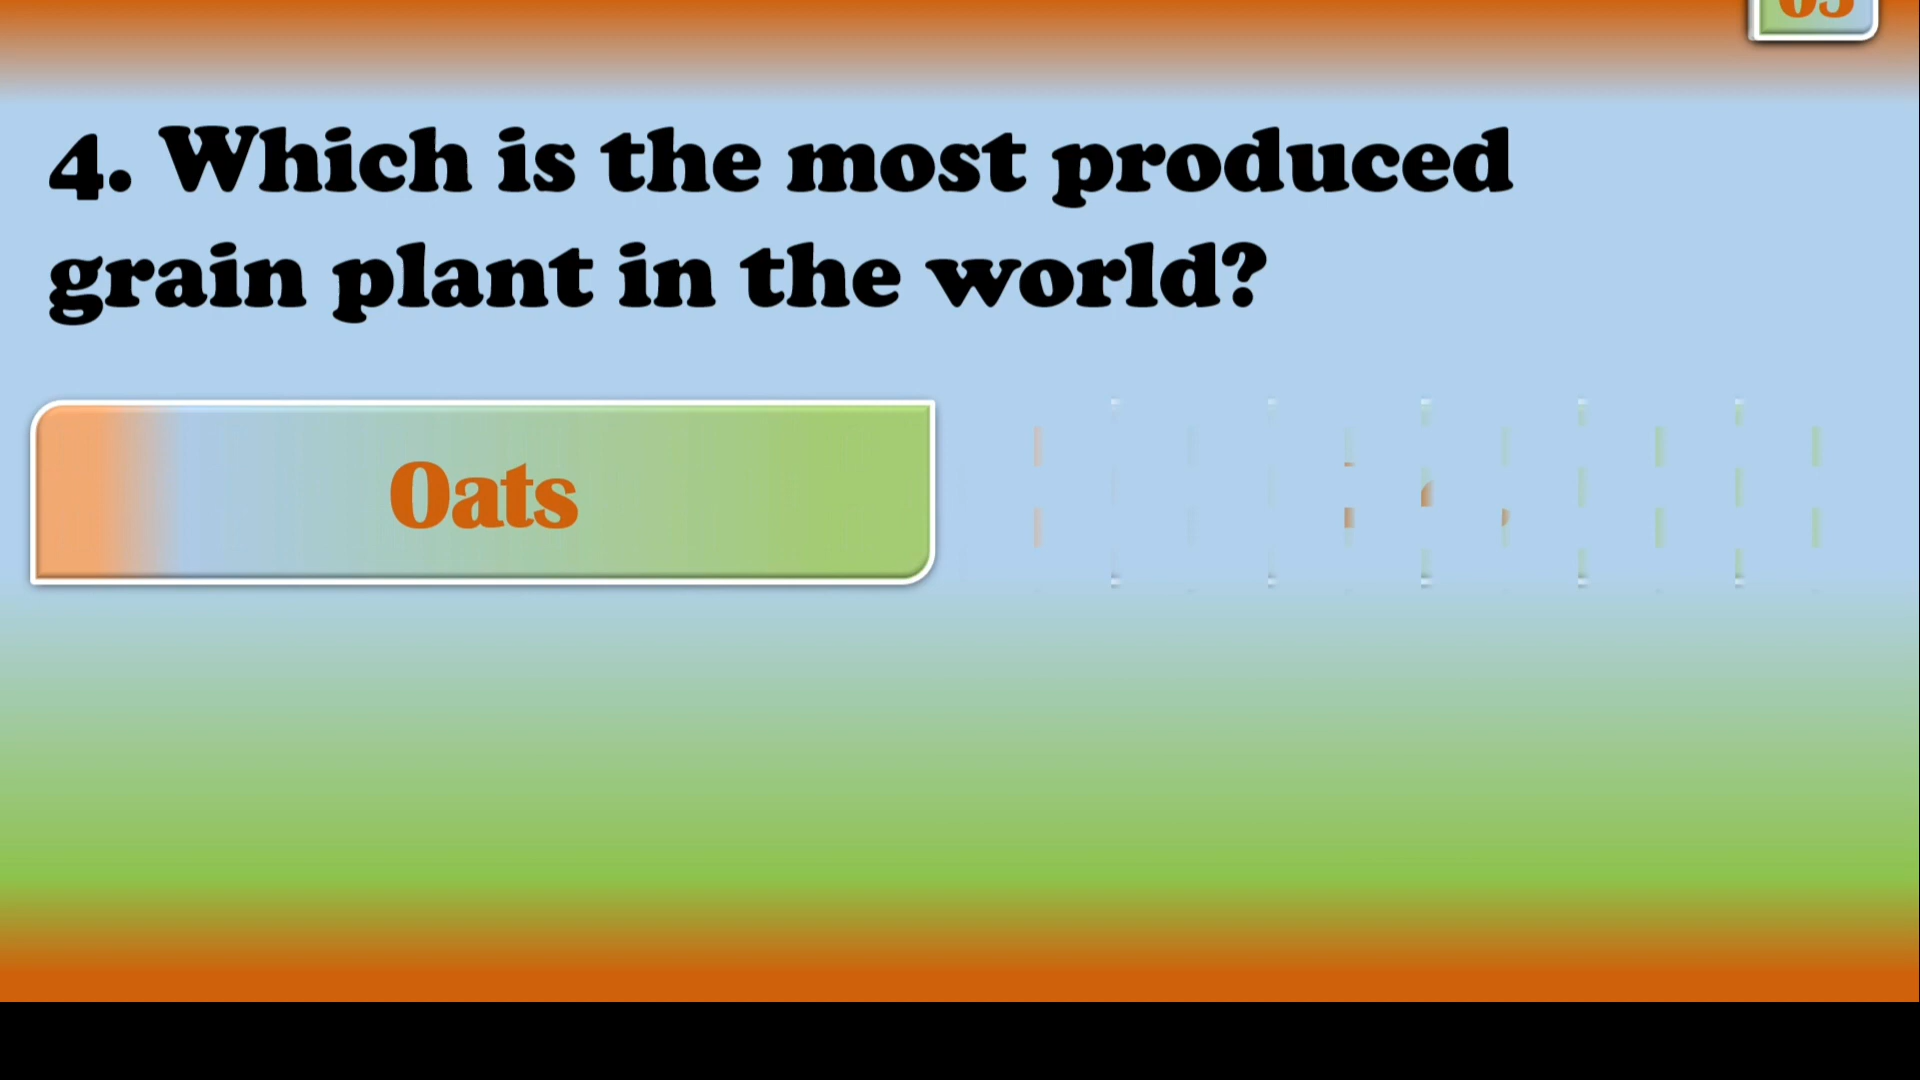 4. Which is the most produced
grain plant in the world?
Oats